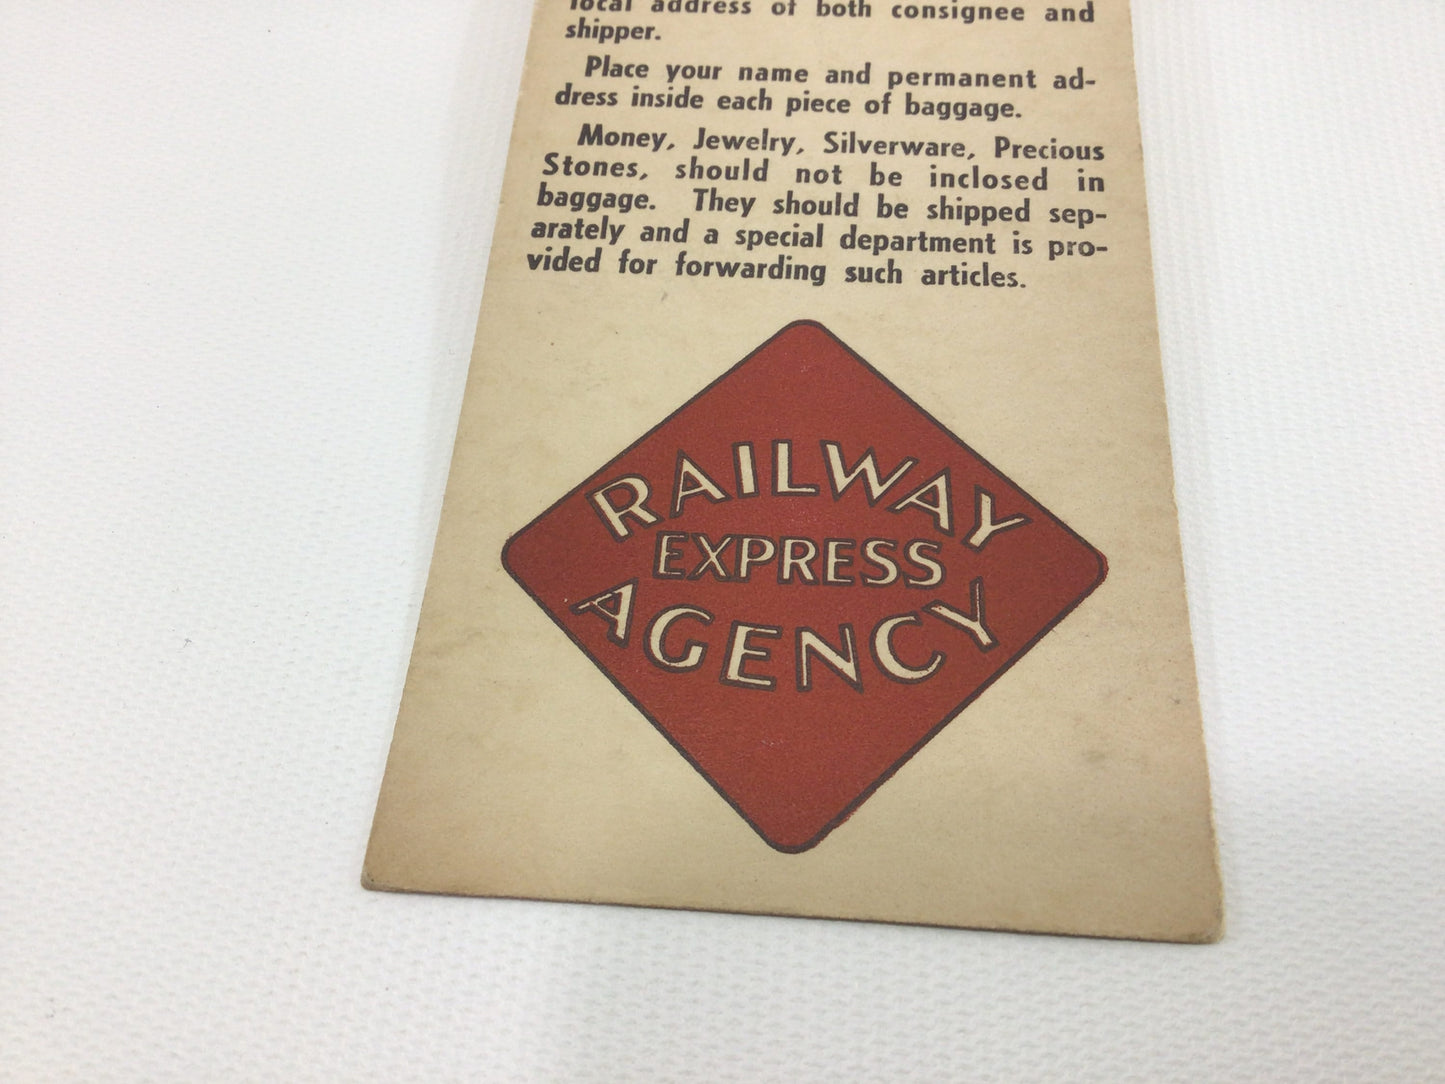 local address of both consignee and
shipper.
Place your name and permanent ad-
dress inside each piece of baggage.
Money, Jewelry, Silverware, Precious
Stones, should not be inclosed in
baggage. They should be shipped sep-
arately and a special department is pro-
vided for forwarding such articles.
RAILWAY
EXPRESS
AGENCY